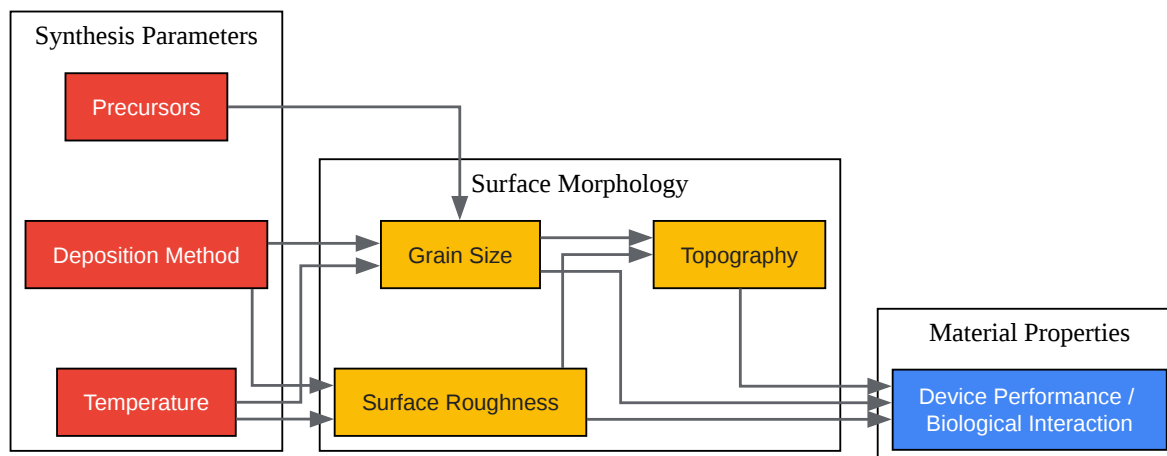 Synthesis Parameters
Precursors
Deposition Method
Temperature
Surface Morphology
Grain Size
Topography
Surface Roughness
Material Properties
Device Performance /
Biological Interaction